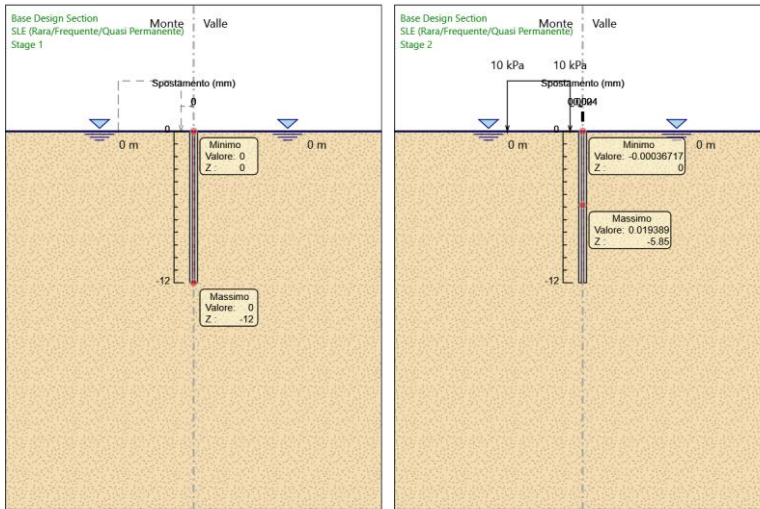 Base Design Section
SLE (Rara/Frequente/Quasi Permanente)
Stage 1
Monte
Valle
Spostamento (mm)
0
0
0 m
0 m
Minimo
Valore: 0
Z : 0
-12
Massimo
Valore: 0
Z : -12
Base Design Section
SLE (Rara/Frequente/Quasi Permanente)
Stage 2
Monte
Valle
10 kPa
10 kPa
Spostamento (mm)
0
0 m
0 m
Minimo
Valore: -0.00036717
Z : 0
Massimo
Valore: 0.019389
Z : -5.85
-12